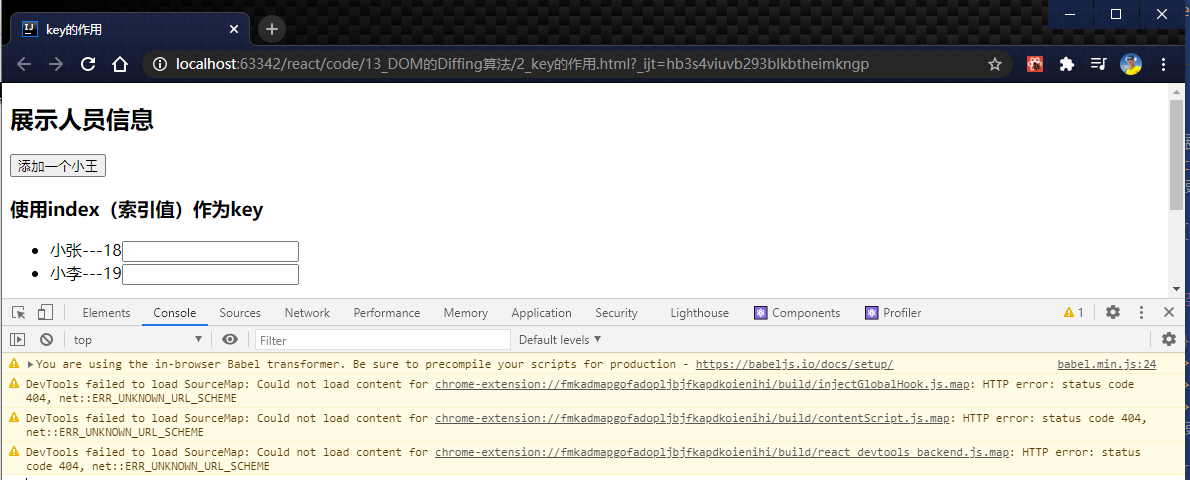 key的作用
localhost:63342/react/code/13_DOM的Diffing算法/2_key的作用.html?_ijt=hb3s4viuvb293blkbtheimkngp
展示人员信息
添加一个小王
使用index（索引值）作为key
小张---18
小李---19
Elements Console Sources Network Performance Memory Application Security Lighthouse Components Profiler 1
top Filter Default levels
You are using the in-browser Babel transformer. Be sure to precompile your scripts for production - https://babeljs.io/docs/setup/ babel.min.js:24
DevTools failed to load SourceMap: Could not load content for chrome-extension://fmkadmapgofadopljbjfkapdkoienihi/build/injectGlobalHook.js.map: HTTP error: status code
404, net::ERR_UNKNOWN_URL_SCHEME
DevTools failed to load SourceMap: Could not load content for chrome-extension://fmkadmapgofadopljbjfkapdkoienihi/build/contentScript.js.map: HTTP error: status code 404,
net::ERR_UNKNOWN_URL_SCHEME
DevTools failed to load SourceMap: Could not load content for chrome-extension://fmkadmapgofadopljbjfkapdkoienihi/build/react_devtools_backend.js.map: HTTP error: status
code 404, net::ERR_UNKNOWN_URL_SCHEME